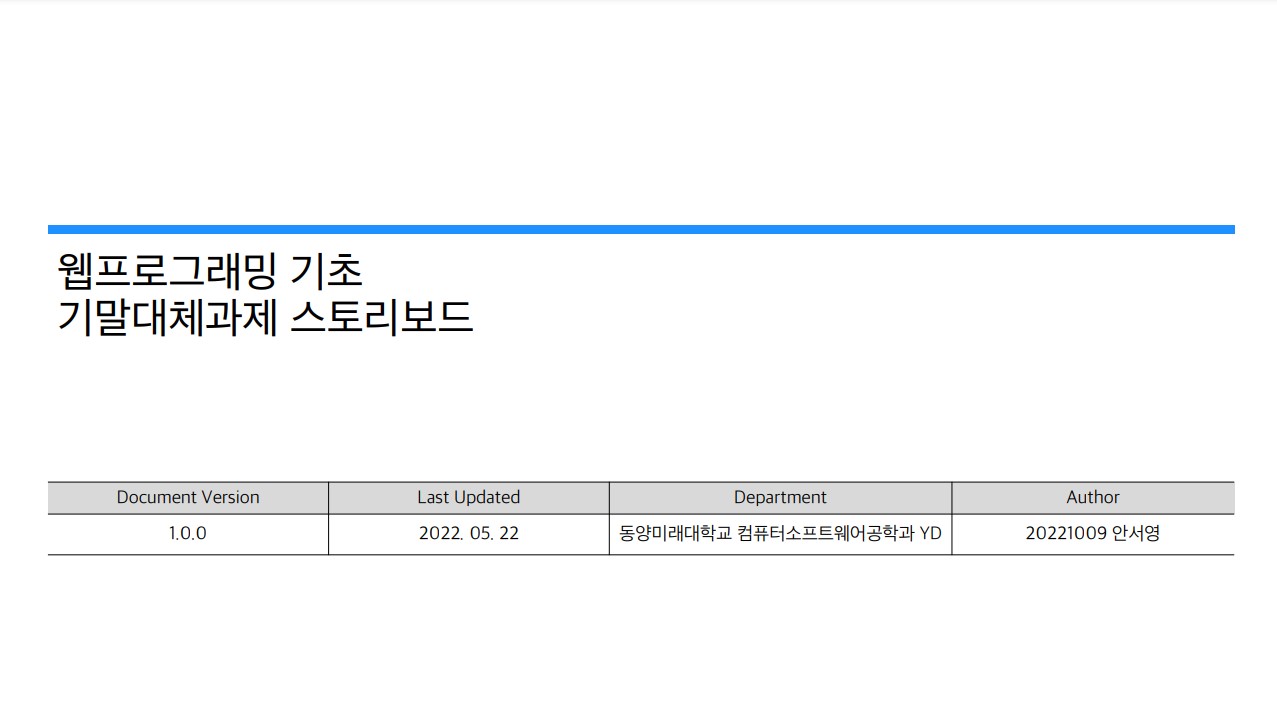 웹프로그래밍 기초
기말대체과제 스토리보드
Document Version Last Updated Department Author
1.0.0 2022. 05. 22 동양미래대학교 컴퓨터소프트웨어공학과 YD 20221009 안서영